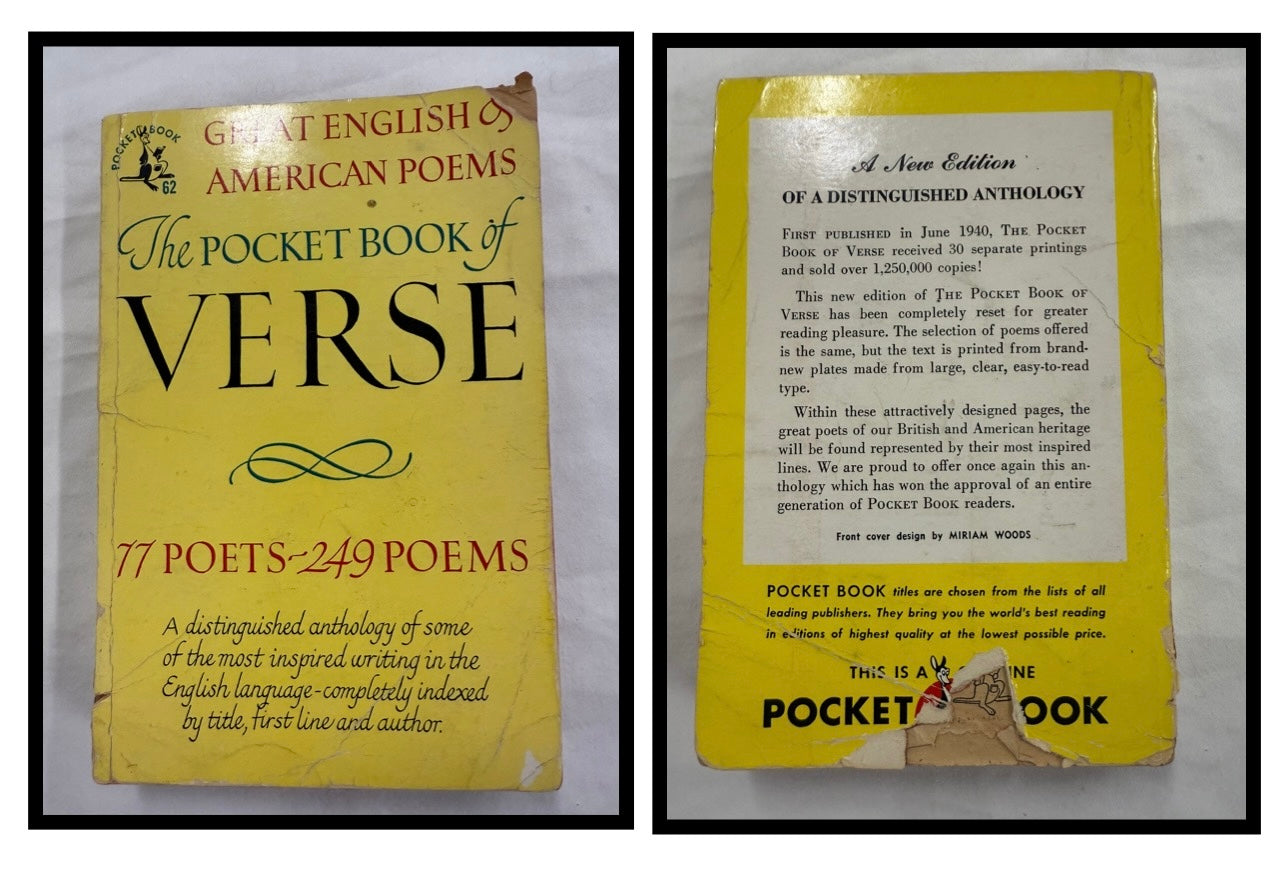 POCKET BOOK
62
GREAT ENGLISH &
AMERICAN POEMS
The POCKET BOOK of
VERSE
77 POETS~249 POEMS
A distinguished anthology of some
of the most inspired writing in the
English language-completely indexed
by title, first line and author.
A New Edition
OF A DISTINGUISHED ANTHOLOGY
FIRST PUBLISHED in June 1940, THE POCKET
BOOK OF VERSE received 30 separate printings
and sold over 1,250,000 copies!
This new edition of THE POCKET BOOK OF
VERSE has been completely reset for greater
reading pleasure. The selection of poems offered
is the same, but the text is printed from brand-
new plates made from large, clear, easy-to-read
type.
Within these attractively designed pages, the
great poets of our British and American heritage
will be found represented by their most inspired
lines. We are proud to offer once again this an-
thology which has won the approval of an entire
generation of POCKET BOOK readers.
Front cover design by MIRIAM WOODS
POCKET BOOK titles are chosen from the lists of all
leading publishers. They bring you the world's best reading
in editions of highest quality at the lowest possible price.
THIS IS A INE
POCKET OOK